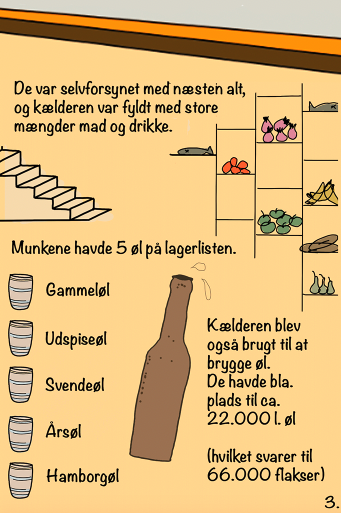 De var selvforsynet med næsten alt,
og kælderen var fyldt med store
mængder mad og drikke.
Munkene havde 5 øl på lagerlisten.
Gammeløl
Udspiseøl
Svendeøl
Årsøl
Hamborgøl
Kælderen blev
også brugt til at
brygge øl.
De havde bla.
plads til ca.
22.000 l. øl
(hvilket svarer til
66.000 flakser)
3.